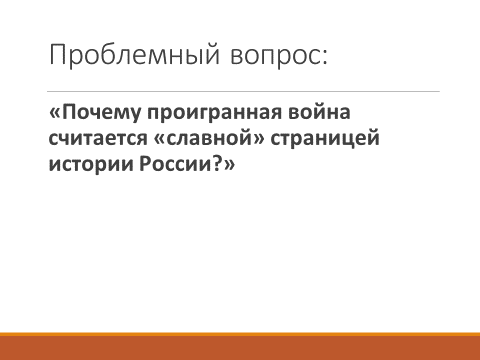 Проблемный вопрос:
«Почему проигранная война
считается «славной» страницей
истории России?»